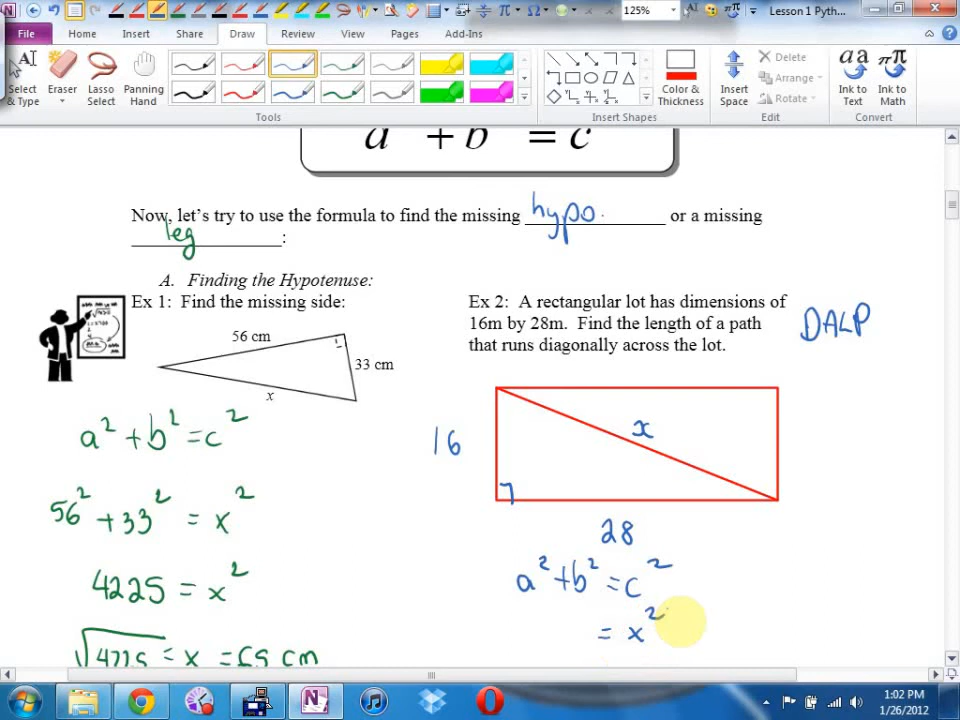 125%
Lesson 1 Pyth...
File Home Insert Share Draw Review View Pages Add-Ins
Select & Type
Eraser
Lasso Select
Panning Hand
Color & Thickness
Insert Space
Delete
Arrange
Rotate
Ink to Text
Ink to Math
Tools
Insert Shapes
Edit
Convert
a + b = c
Now, let's try to use the formula to find the missing hypo. or a missing
leg :
A. Finding the Hypotenuse:
Ex 1: Find the missing side:
56 cm
33 cm
x
a² + b² = c²
56² + 33² = x²
4225 = x²
√4225 = x = 65 cm
Ex 2: A rectangular lot has dimensions of
16m by 28m. Find the length of a path
that runs diagonally across the lot.
DALP
x
16
28
a² + b² = c²
= x²
1:02 PM
1/26/2012